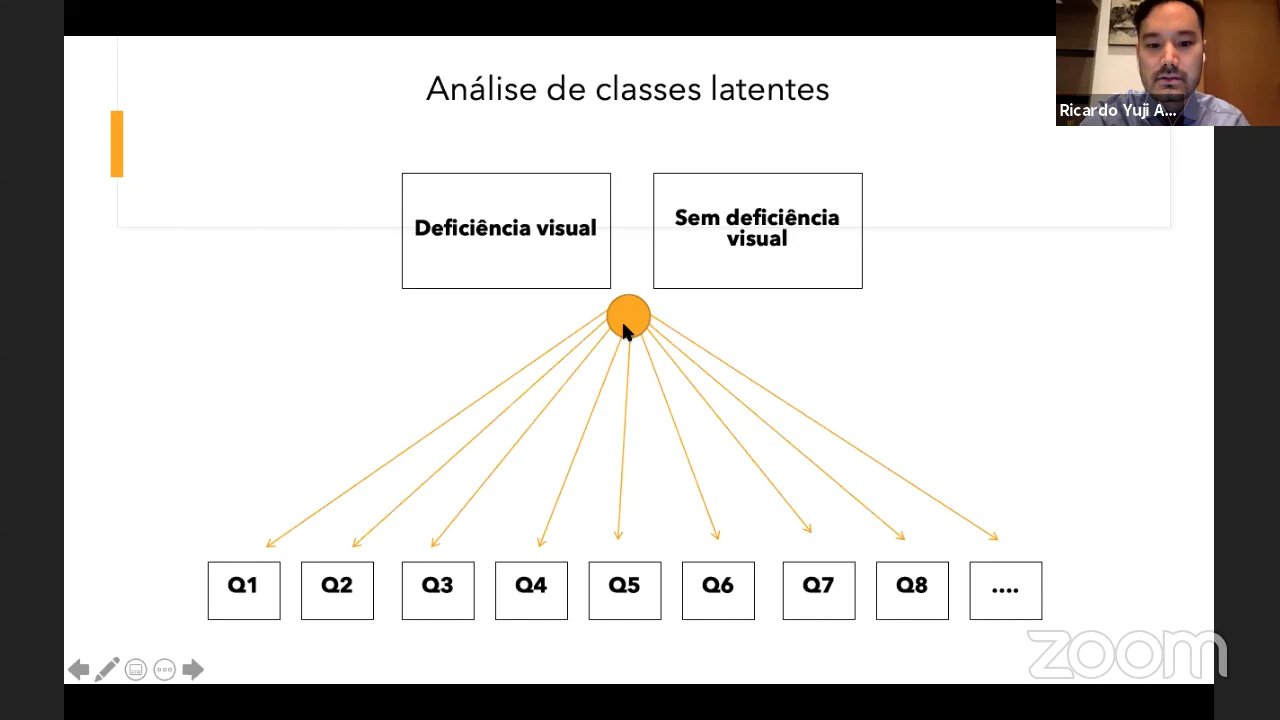 Análise de classes latentes
Ricardo Yuji A...
Deficiência visual
Sem deficiência
visual
Q1
Q2
Q3
Q4
Q5
Q6
Q7
Q8
....
zoom